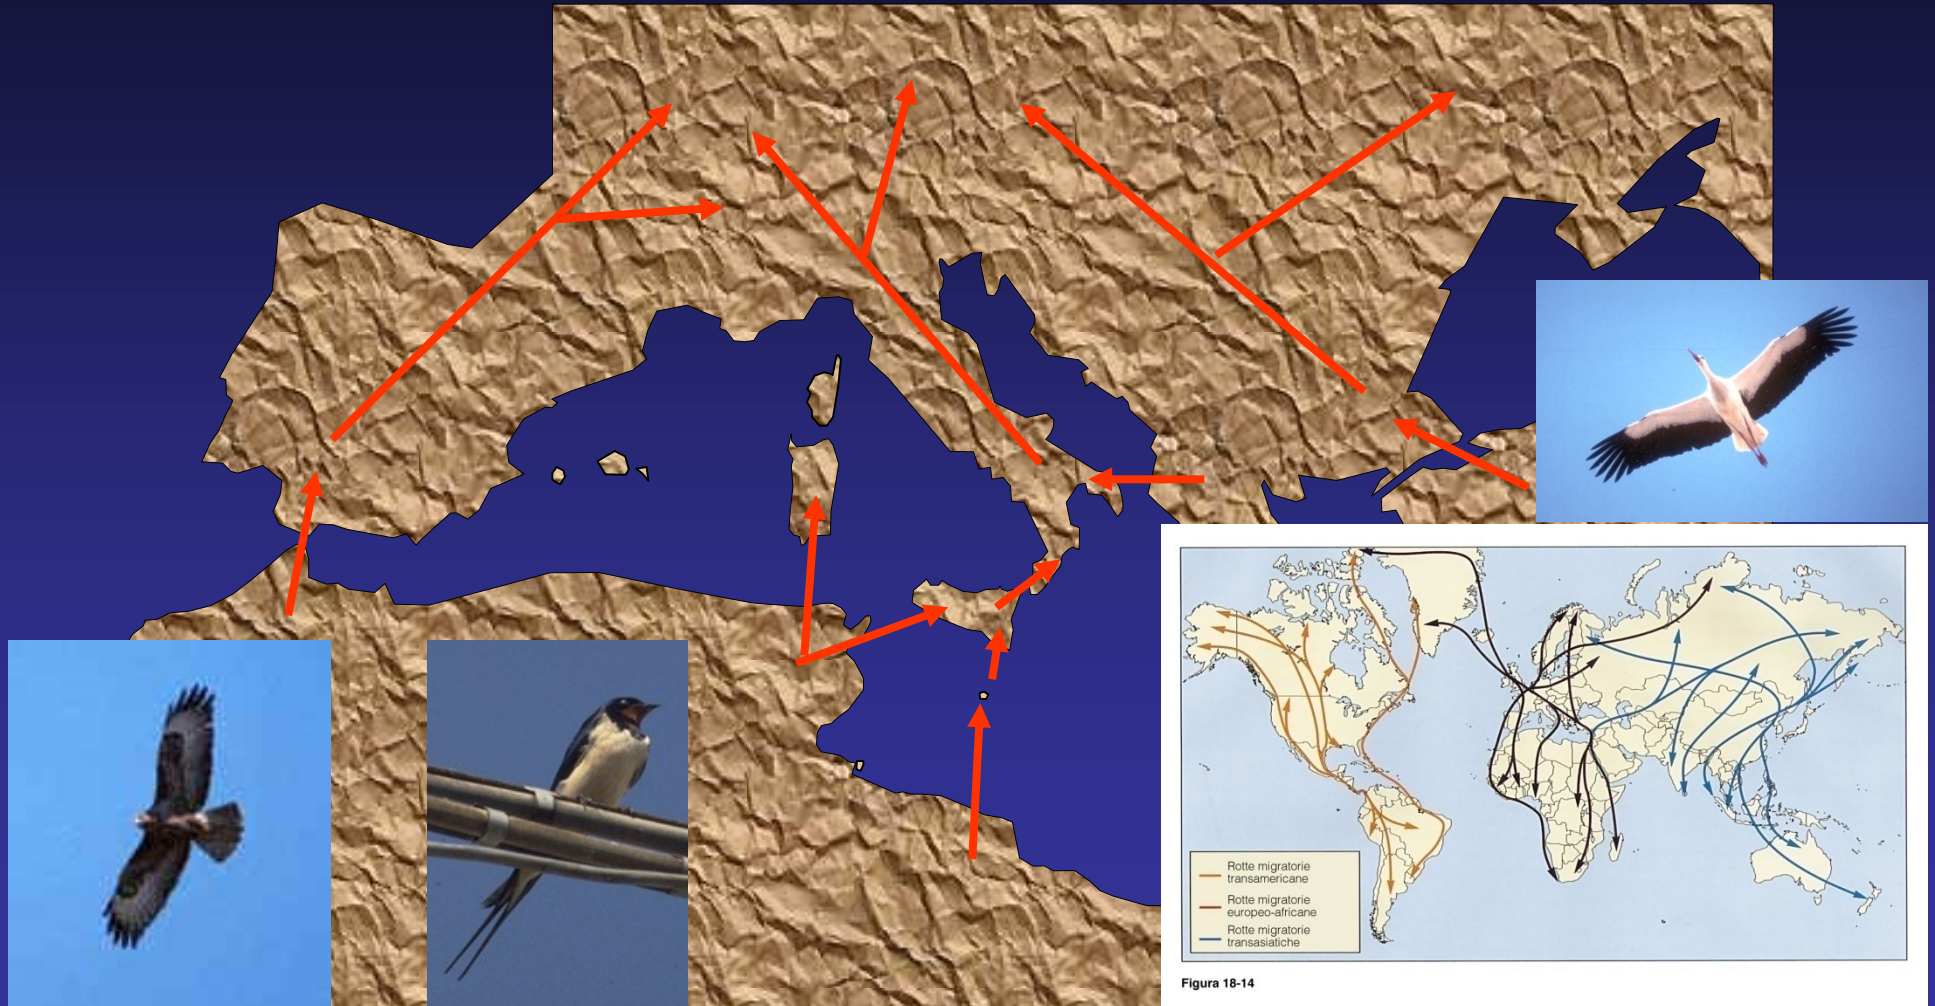 Rotte migratorie
transamericane
Rotte migratorie
europeo-africane
Rotte migratorie
transasiatiche
Figura 18-14